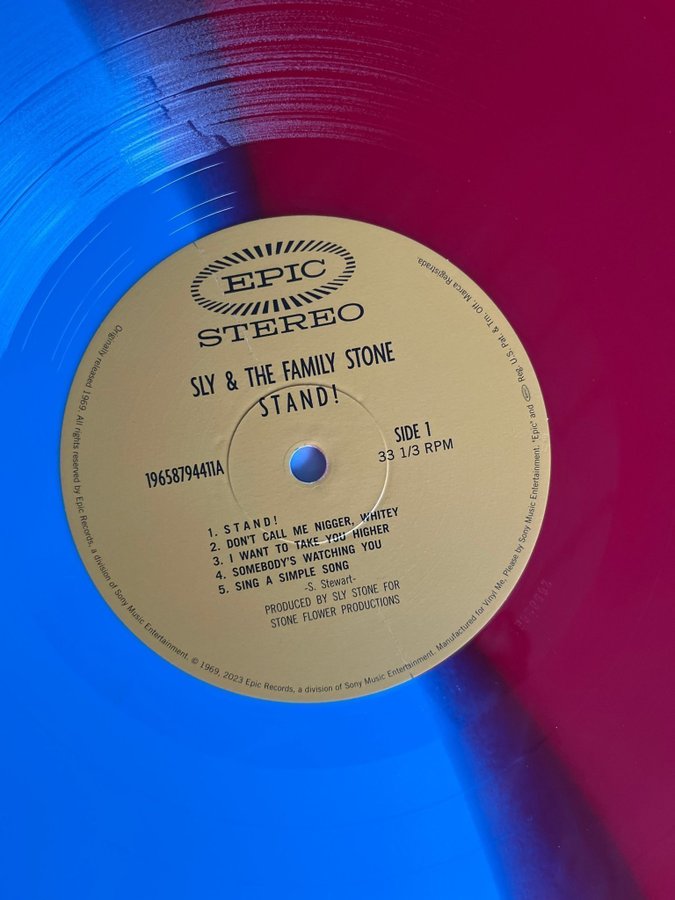 EPIC
STEREO
SLY & THE FAMILY STONE
STAND!
SIDE 1
33 1/3 RPM
19658794411A
1. STAND!
2. DON'T CALL ME NIGGER, WHITEY
3. I WANT TO TAKE YOU HIGHER
4. SOMEBODY'S WATCHING YOU
5. SING A SIMPLE SONG
-S. Stewart-
PRODUCED BY SLY STONE FOR
STONE FLOWER PRODUCTIONS
Originally released 1969. All rights reserved by Epic Records, a division of Sony Music Entertainment. © 1969, 2023 Epic Records, a division of Sony Music Entertainment. Manufactured for Vinyl Me, Please by Sony Music Entertainment. "Epic" and Reg. U.S. Pat. & Tm. Off. Marca Registrada.